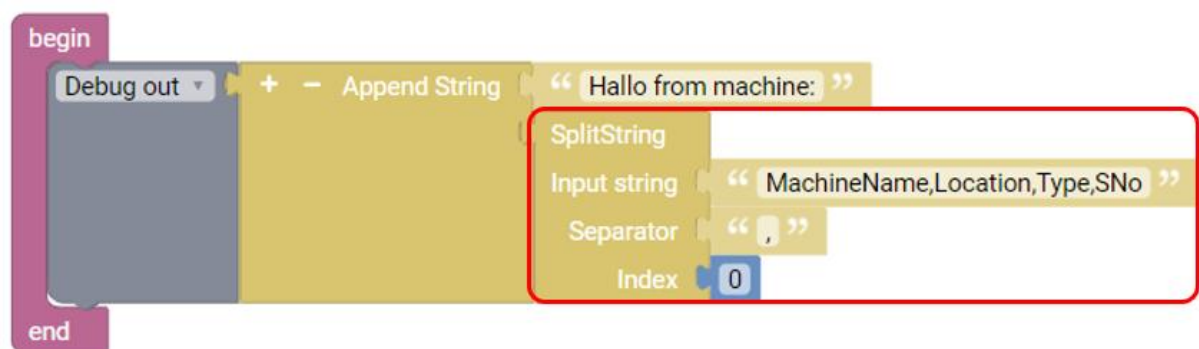 begin
Debug out + - Append String “ Hallo from machine: ”
SplitString
Input string “ MachineName,Location,Type,SNo ”
Separator “ , ”
Index 0
end